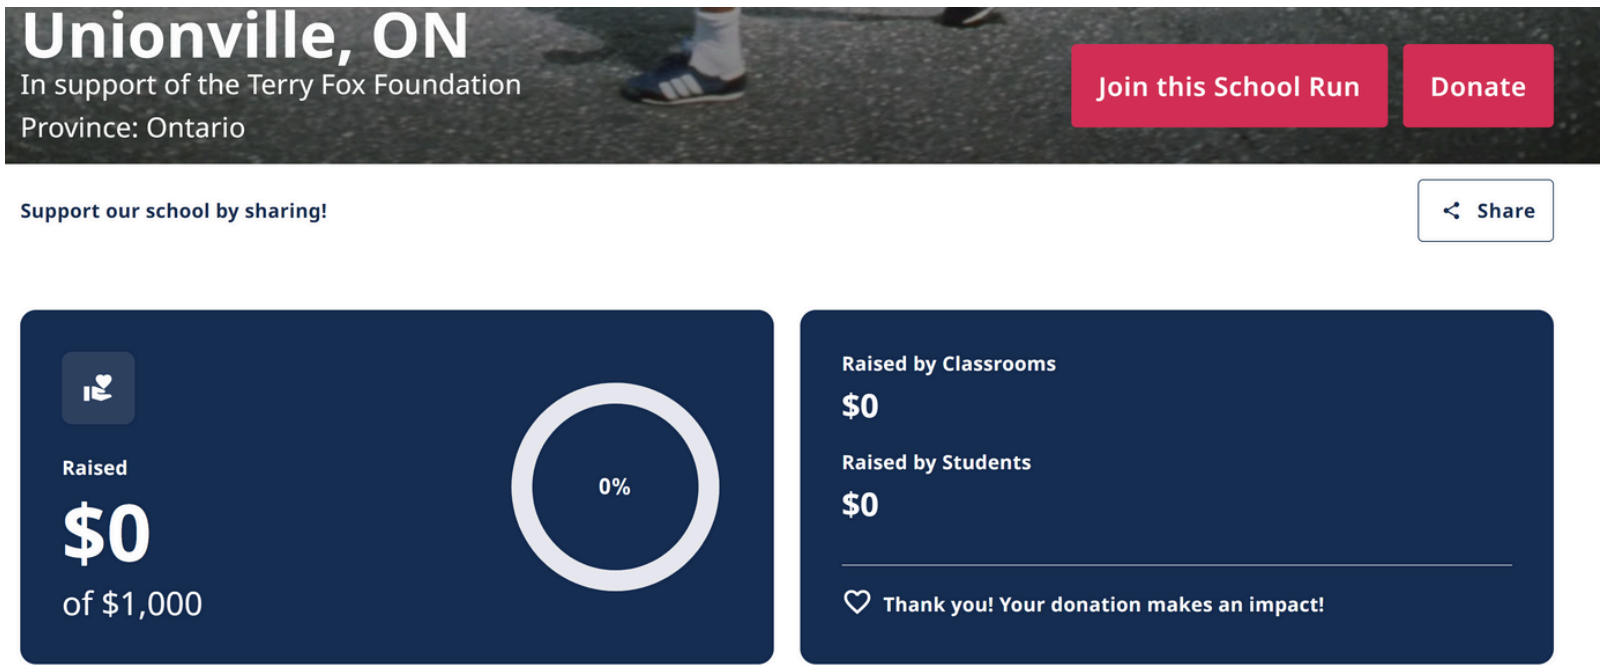 Unionville, ON
In support of the Terry Fox Foundation
Province: Ontario
Join this School Run
Donate
Support our school by sharing!
Share
Raised
$0
of $1,000
0%
Raised by Classrooms
$0
Raised by Students
$0
Thank you! Your donation makes an impact!